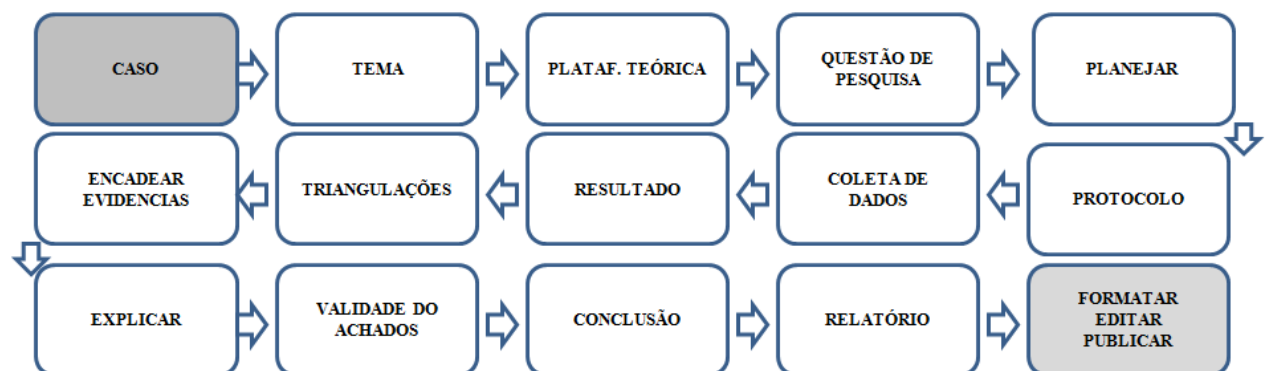 CASO
TEMA
PLATAF. TEÓRICA
QUESTÃO DE
PESQUISA
PLANEJAR
PROTOCOLO
COLETA DE
DADOS
RESULTADO
TRIANGULAÇÕES
ENCADEAR
EVIDENCIAS
EXPLICAR
VALIDADE DO
ACHADOS
CONCLUSÃO
RELATÓRIO
FORMATAR
EDITAR
PUBLICAR